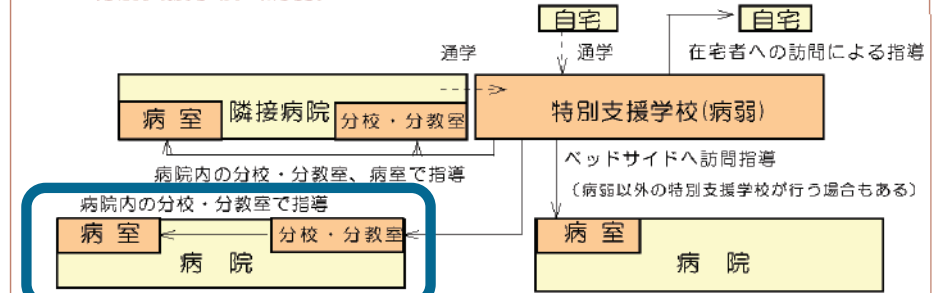 自宅
自宅
通学
通学
在宅者への訪問による指導
隣接病院
病室
分校・分教室
特別支援学校(病弱)
病院内の分校・分教室、病室で指導
ベッドサイドへ訪問指導
(病弱以外の特別支援学校が行う場合もある)
病院内の分校・分教室で指導
病室
分校・分教室
病院
病室
病院